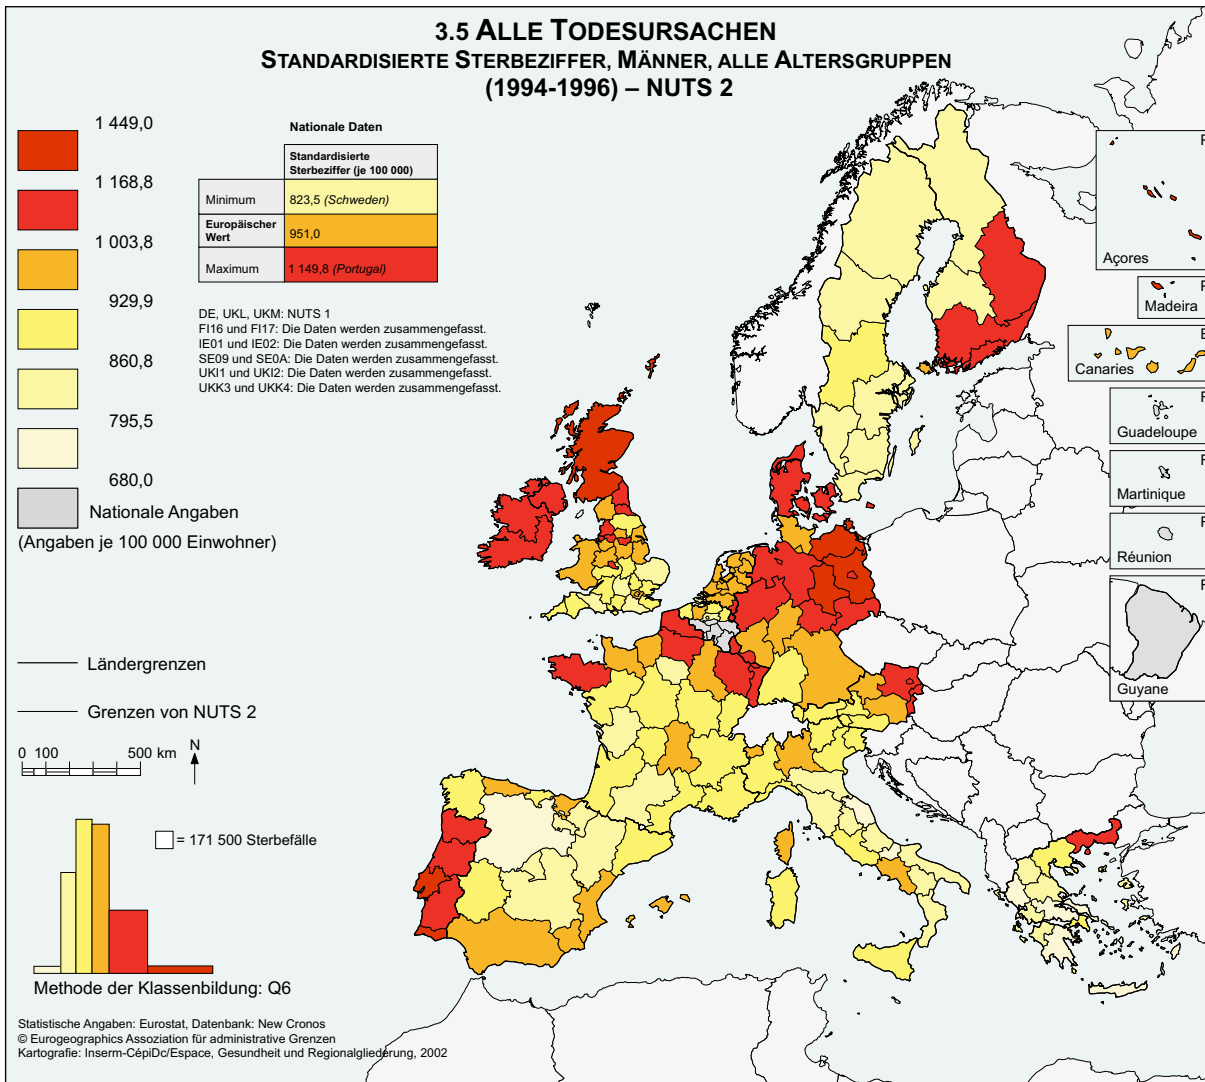 3.5 ALLE TODESURSACHEN
STANDARDISIERTE STERBEZIFFER, MÄNNER, ALLE ALTERSGRUPPEN
(1994-1996) – NUTS 2
1 449,0
1 168,8
1 003,8
929,9
860,8
795,5
680,0
Nationale Angaben
(Angaben je 100 000 Einwohner)
Nationale Daten
Standardisierte
Sterbeziffer (je 100 000)
Minimum 823,5 (Schweden)
Europäischer
Wert 951,0
Maximum 1 149,8 (Portugal)
DE, UKL, UKM: NUTS 1
FI16 und FI17: Die Daten werden zusammengefasst.
IE01 und IE02: Die Daten werden zusammengefasst.
SE09 und SE0A: Die Daten werden zusammengefasst.
UKI1 und UKI2: Die Daten werden zusammengefasst.
UKK3 und UKK4: Die Daten werden zusammengefasst.
Ländergrenzen
Grenzen von NUTS 2
0 100 500 km N
= 171 500 Sterbefälle
Methode der Klassenbildung: Q6
Statistische Angaben: Eurostat, Datenbank: New Cronos
© Eurogeographics Assoziation für administrative Grenzen
Kartografie: Inserm-CépiDc/Espace, Gesundheit und Regionalgliederung, 2002
Açores
Madeira
Canaries
Guadeloupe
Martinique
Réunion
Guyane